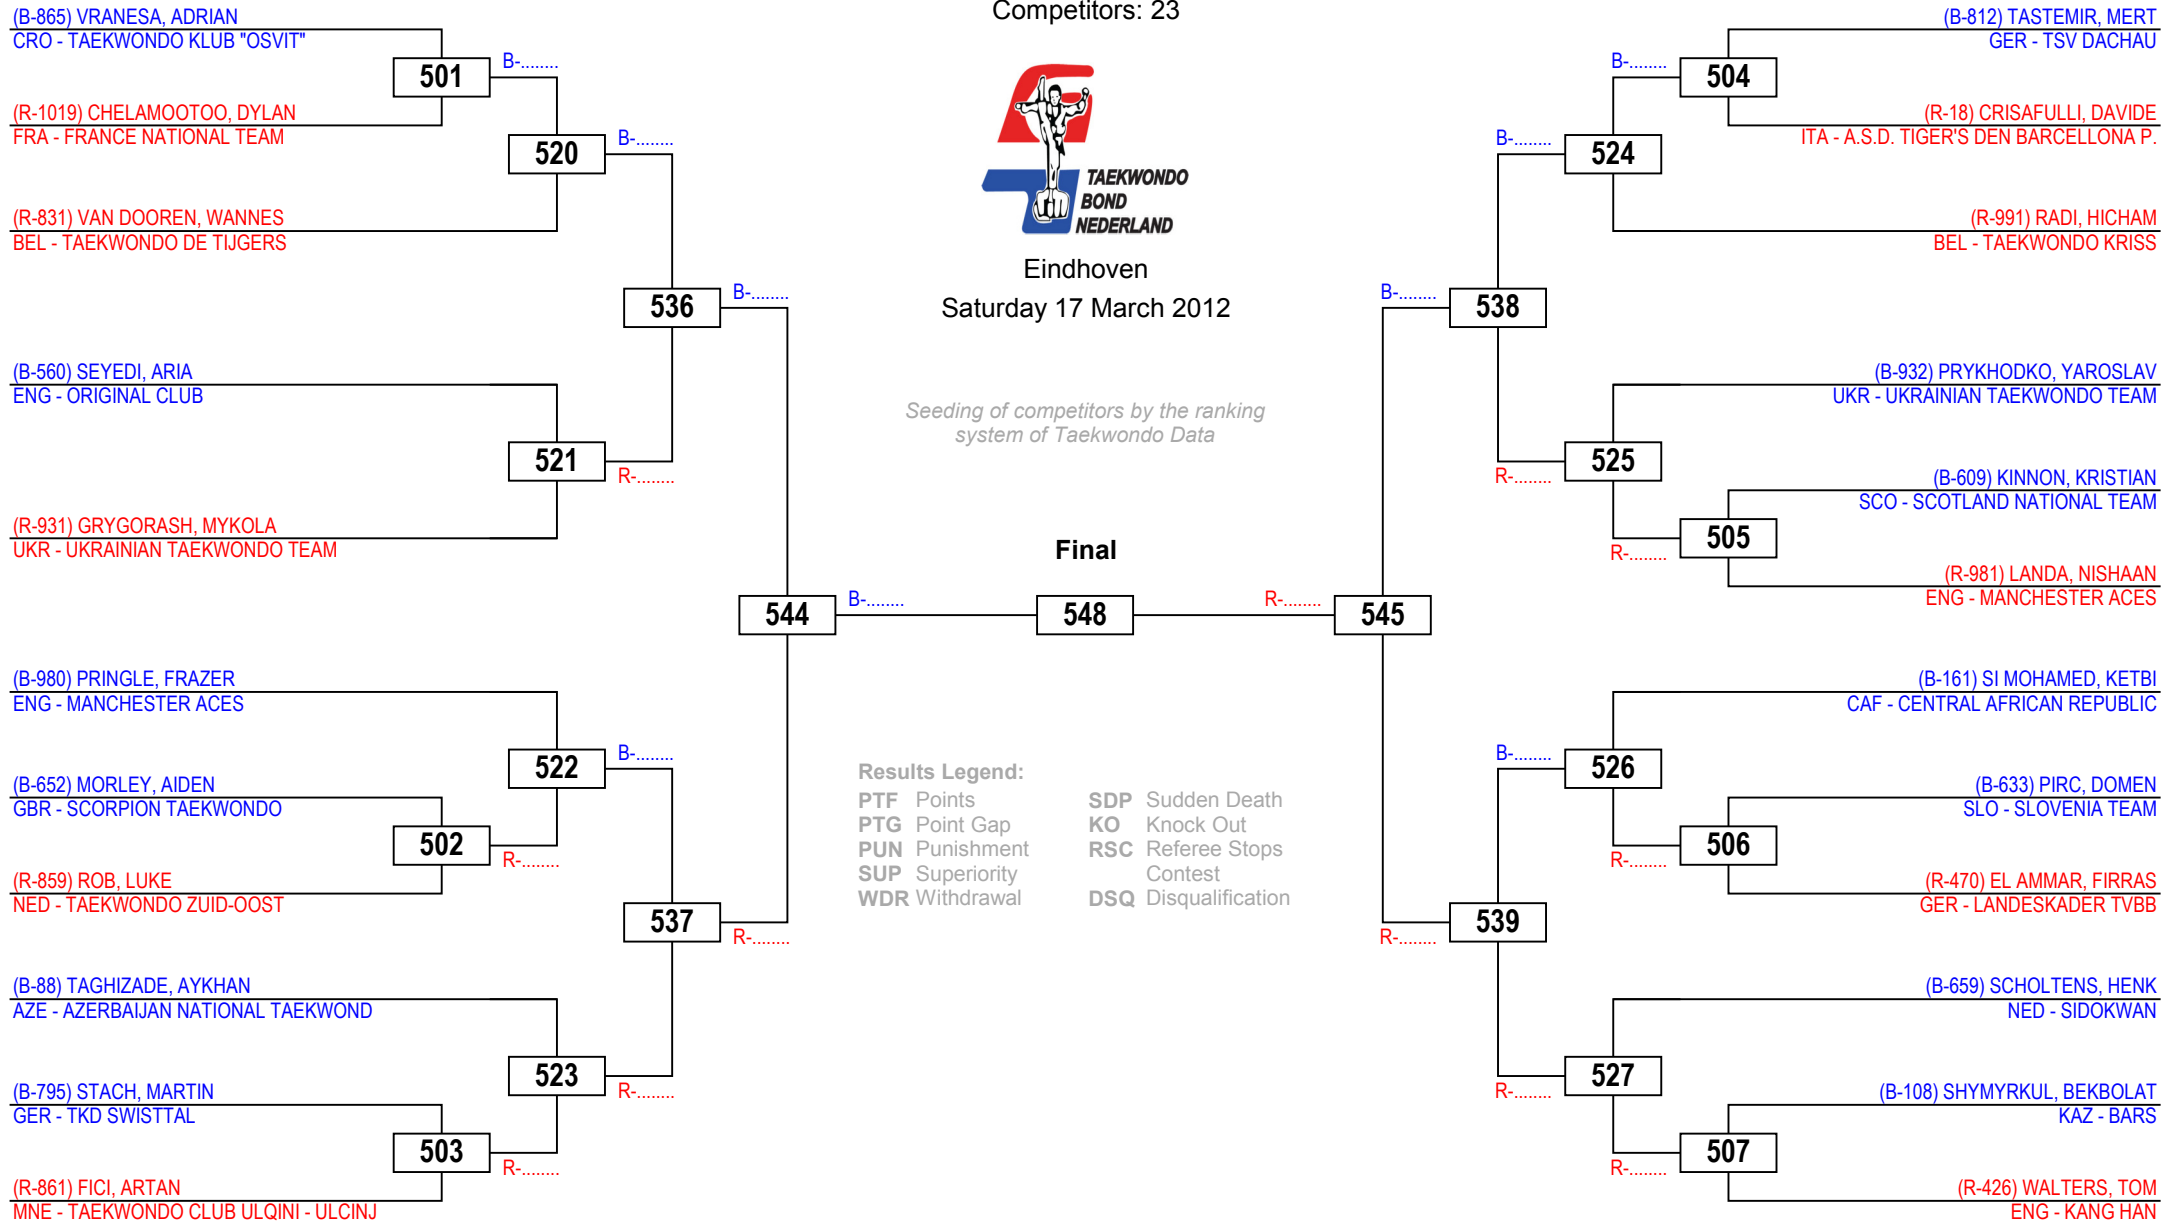 Competitors: 23
TAEKWONDO
BOND
NEDERLAND
Eindhoven
Saturday 17 March 2012
Seeding of competitors by the ranking
system of Taekwondo Data
(B-865) VRANESA, ADRIAN
CRO - TAEKWONDO KLUB "OSVIT"
501
B-........
(R-1019) CHELAMOOTOO, DYLAN
FRA - FRANCE NATIONAL TEAM
520
B-........
(R-831) VAN DOOREN, WANNES
BEL - TAEKWONDO DE TIJGERS
536
B-........
(B-560) SEYEDI, ARIA
ENG - ORIGINAL CLUB
521
R-........
(R-931) GRYGORASH, MYKOLA
UKR - UKRAINIAN TAEKWONDO TEAM
544
B-........
(B-980) PRINGLE, FRAZER
ENG - MANCHESTER ACES
522
B-........
(B-652) MORLEY, AIDEN
GBR - SCORPION TAEKWONDO
502
R-........
(R-859) ROB, LUKE
NED - TAEKWONDO ZUID-OOST
537
R-........
(B-88) TAGHIZADE, AYKHAN
AZE - AZERBAIJAN NATIONAL TAEKWOND
523
R-........
(B-795) STACH, MARTIN
GER - TKD SWISTTAL
503
R-........
(R-861) FICI, ARTAN
MNE - TAEKWONDO CLUB ULQINI - ULCINJ
Final
548
Results Legend:
PTF Points
PTG Point Gap
PUN Punishment
SUP Superiority
WDR Withdrawal
SDP Sudden Death
KO Knock Out
RSC Referee Stops
Contest
DSQ Disqualification
(B-812) TASTEMIR, MERT
GER - TSV DACHAU
B-........
504
(R-18) CRISAFULLI, DAVIDE
ITA - A.S.D. TIGER'S DEN BARCELLONA P.
B-........
524
(R-991) RADI, HICHAM
BEL - TAEKWONDO KRISS
B-........
538
(B-932) PRYKHODKO, YAROSLAV
UKR - UKRAINIAN TAEKWONDO TEAM
R-........
525
(B-609) KINNON, KRISTIAN
SCO - SCOTLAND NATIONAL TEAM
R-........
505
(R-981) LANDA, NISHAAN
ENG - MANCHESTER ACES
R-........
545
(B-161) SI MOHAMED, KETBI
CAF - CENTRAL AFRICAN REPUBLIC
B-........
526
(B-633) PIRC, DOMEN
SLO - SLOVENIA TEAM
R-........
506
(R-470) EL AMMAR, FIRRAS
GER - LANDESKADER TVBB
R-........
539
(B-659) SCHOLTENS, HENK
NED - SIDOKWAN
R-........
527
(B-108) SHYMYRKUL, BEKBOLAT
KAZ - BARS
R-........
507
(R-426) WALTERS, TOM
ENG - KANG HAN